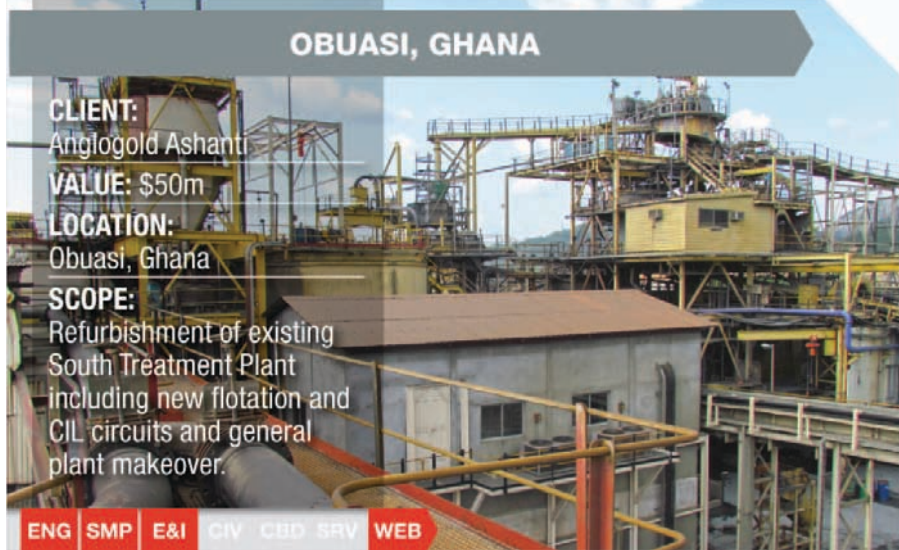 OBUASI, GHANA
CLIENT:
Anglogold Ashanti
VALUE: $50m
LOCATION:
Obuasi, Ghana
SCOPE:
Refurbishment of existing
South Treatment Plant
including new flotation and
CIL circuits and general
plant makeover.
ENG SMP E&I CIV CBD SRV WEB